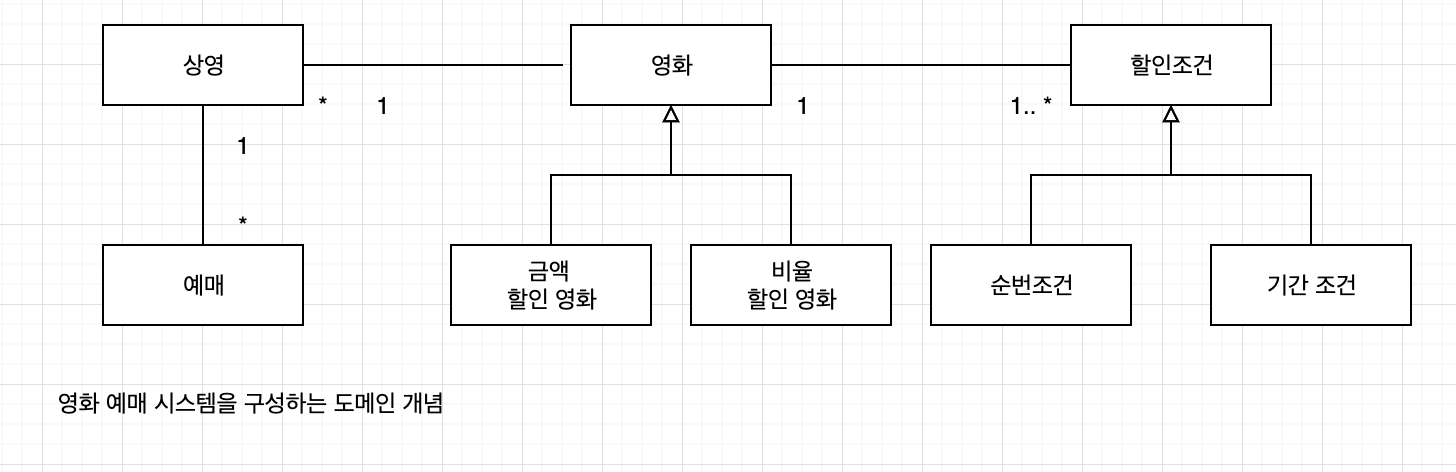 상영
영화
할인조건
*
1
1
1.. *
1
*
예매
금액
할인 영화
비율
할인 영화
순번조건
기간 조건
영화 예매 시스템을 구성하는 도메인 개념